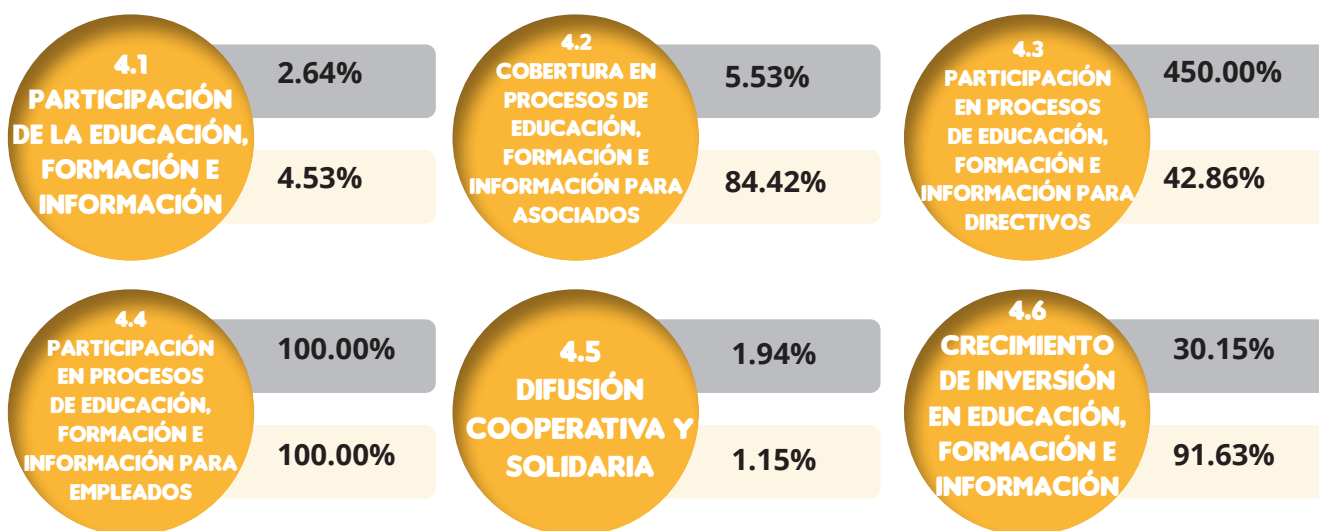 4.1
PARTICIPACIÓN
DE LA EDUCACIÓN,
FORMACIÓN E
INFORMACIÓN
2.64%
4.53%
4.2
COBERTURA EN
PROCESOS DE
EDUCACIÓN,
FORMACIÓN E
INFORMACIÓN PARA
ASOCIADOS
5.53%
84.42%
4.3
PARTICIPACIÓN
EN PROCESOS
DE EDUCACIÓN,
FORMACIÓN E
INFORMACIÓN PARA
DIRECTIVOS
450.00%
42.86%
4.4
PARTICIPACIÓN
EN PROCESOS
DE EDUCACIÓN,
FORMACIÓN E
INFORMACIÓN PARA
EMPLEADOS
100.00%
100.00%
4.5
DIFUSIÓN
COOPERATIVA Y
SOLIDARIA
1.94%
1.15%
4.6
CRECIMIENTO
DE INVERSIÓN
EN EDUCACIÓN,
FORMACIÓN E
INFORMACIÓN
30.15%
91.63%